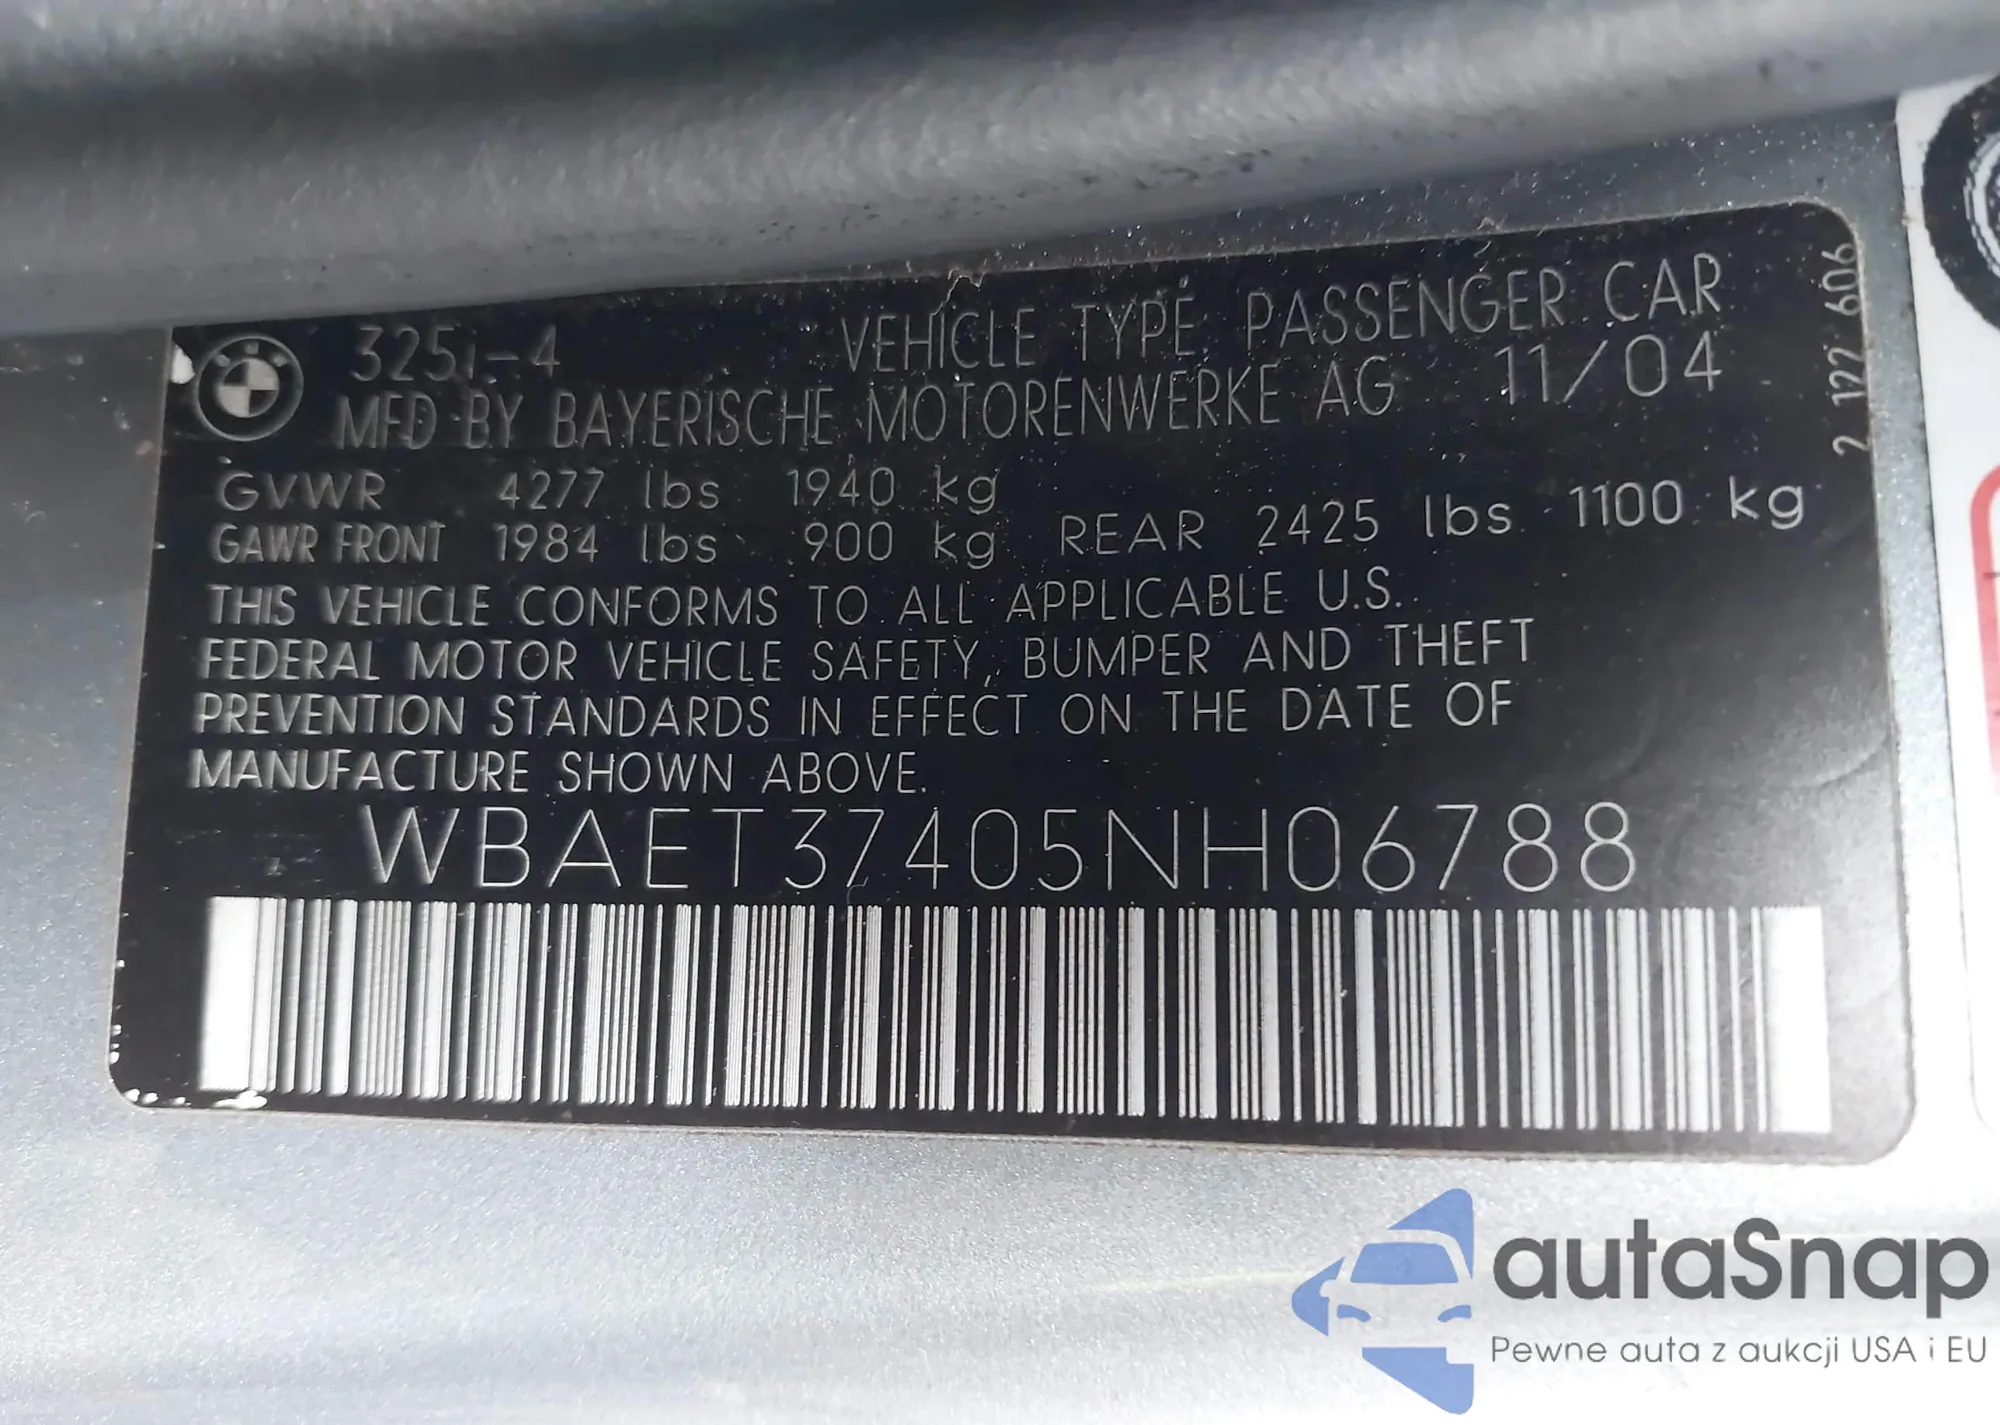 325i-4 VEHICLE TYPE PASSENGER CAR
MFD BY BAYERISCHE MOTORENWERKE AG 11/04
GVWR 4277 lbs 1940 kg
GAWR FRONT 1984 lbs 900 kg REAR 2425 lbs 1100 kg
THIS VEHICLE CONFORMS TO ALL APPLICABLE U.S.
FEDERAL MOTOR VEHICLE SAFETY, BUMPER AND THEFT
PREVENTION STANDARDS IN EFFECT ON THE DATE OF
MANUFACTURE SHOWN ABOVE.
WBAET37405NH06788
2 122 606
autaSnap
Pewne auta z aukcji USA i EU